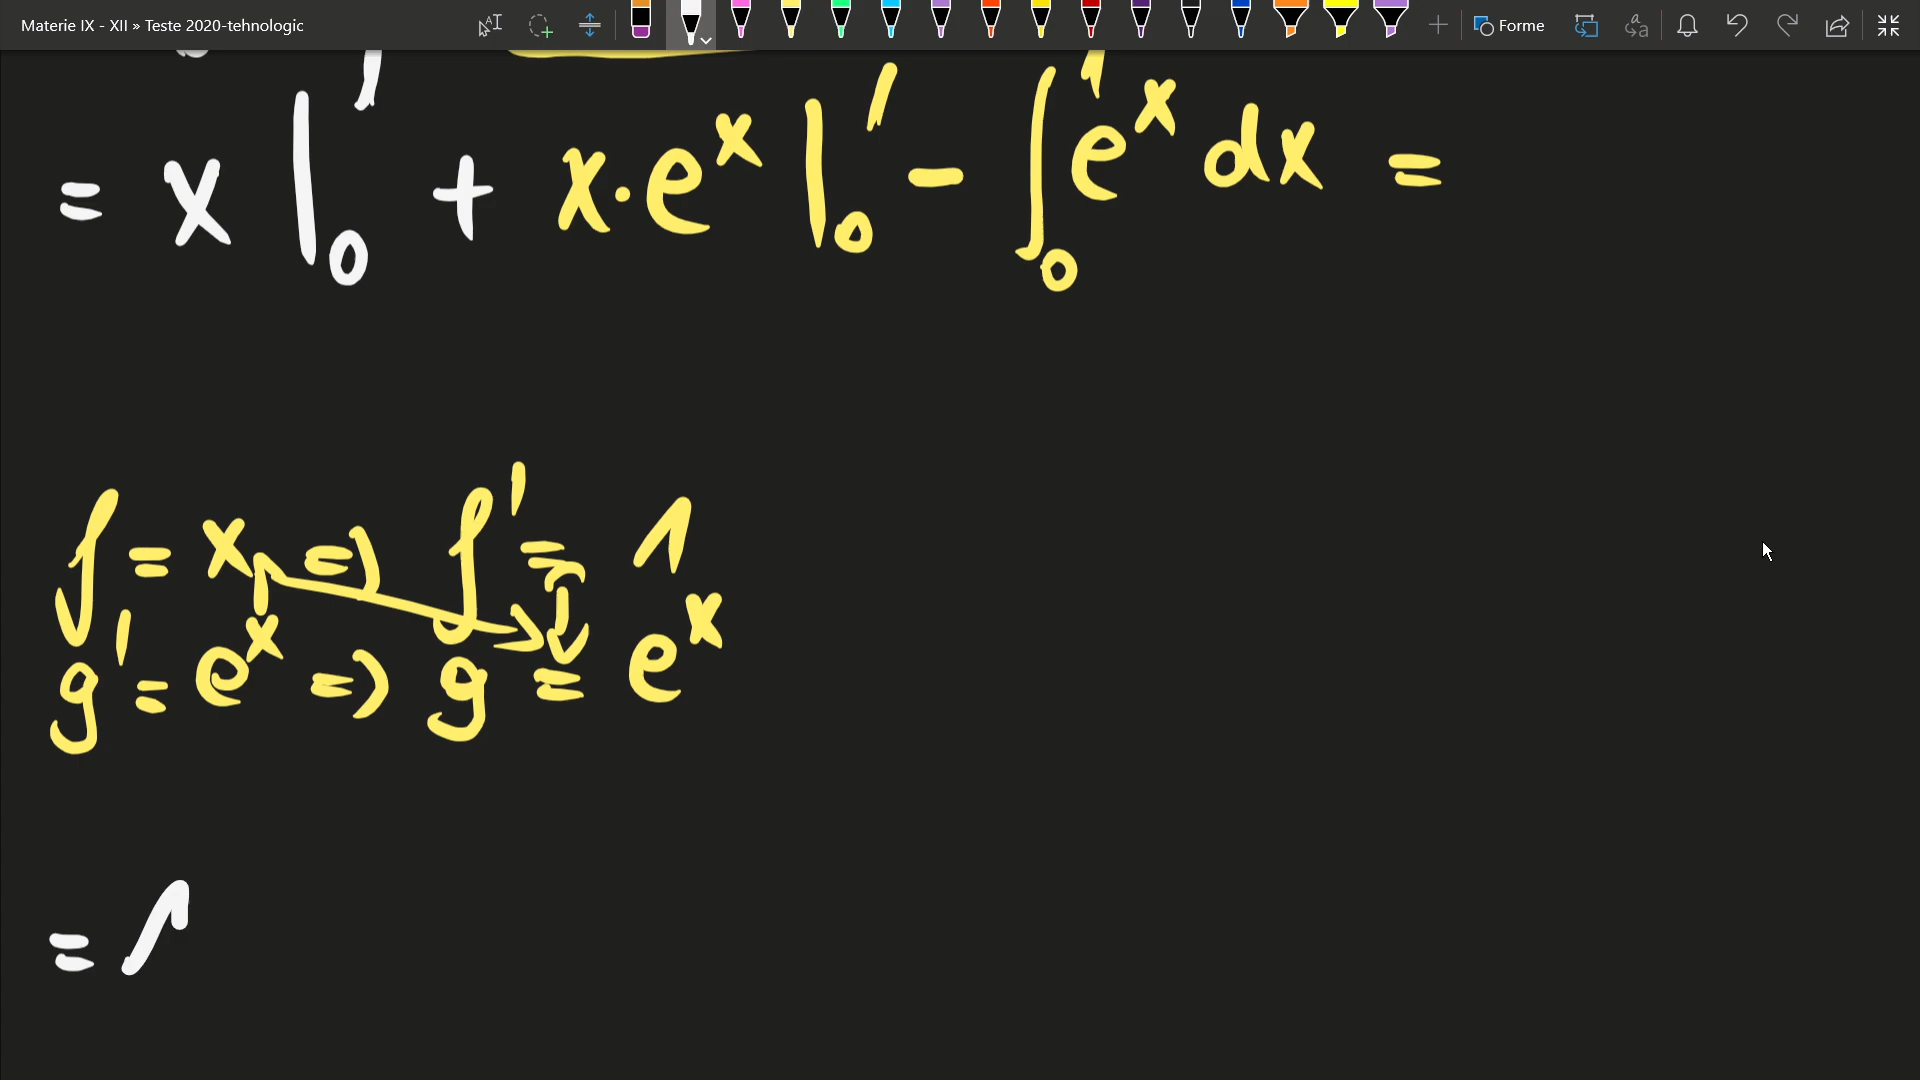 Materie IX - XII » Teste 2020-tehnologic
Forme
= x |₀¹ + x·eˣ |₀¹ - ∫₀¹ eˣ dx =
f = x => f' = 1
g' = eˣ => g = eˣ
= 1